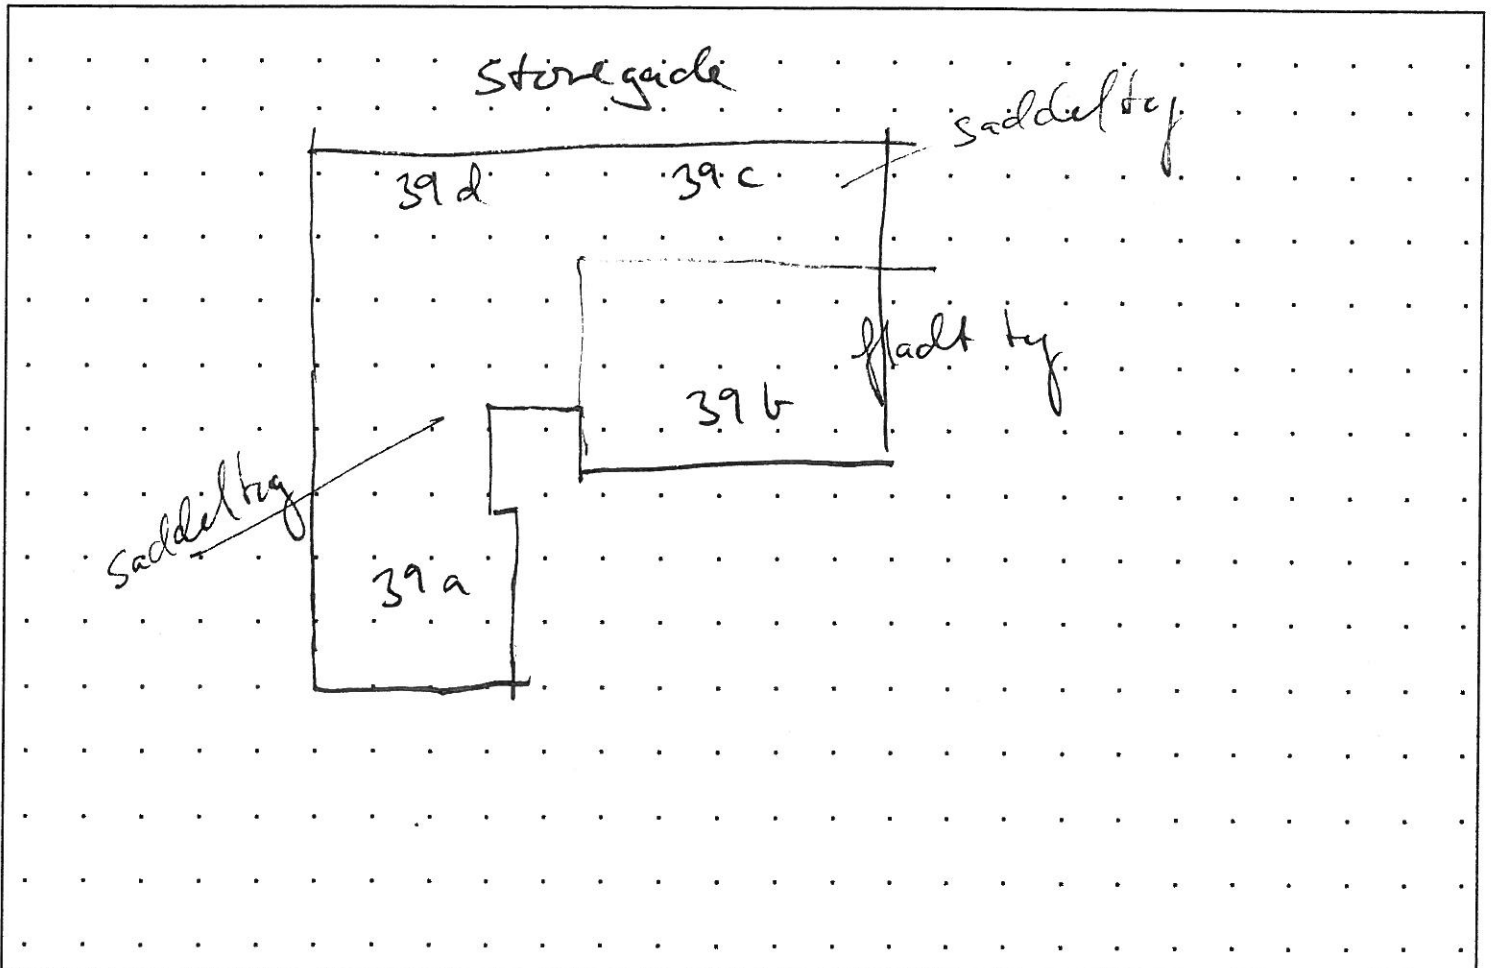 Storegade
saddeltag
39 d
39 c
fladt tag
39 b
saddeltag
39 a